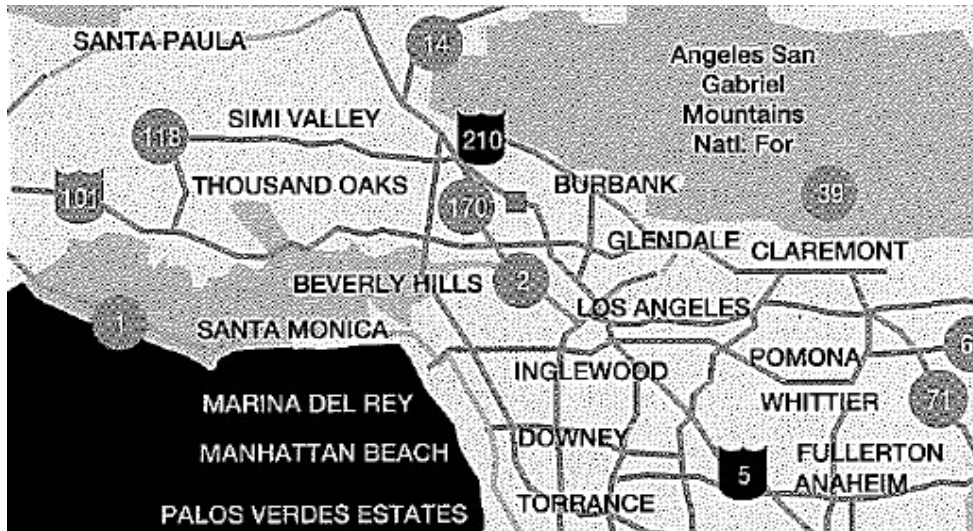 SANTA PAULA
14
Angeles San
Gabriel
Mountains
Natl. For
118
SIMI VALLEY
210
101
THOUSAND OAKS
170
BURBANK
39
GLENDALE
CLAREMONT
BEVERLY HILLS
2
LOS ANGELES
1
SANTA MONICA
INGLEWOOD
POMONA
6
MARINA DEL REY
WHITTIER
71
DOWNEY
MANHATTAN BEACH
FULLERTON
5
ANAHEIM
PALOS VERDES ESTATES
TORRANCE